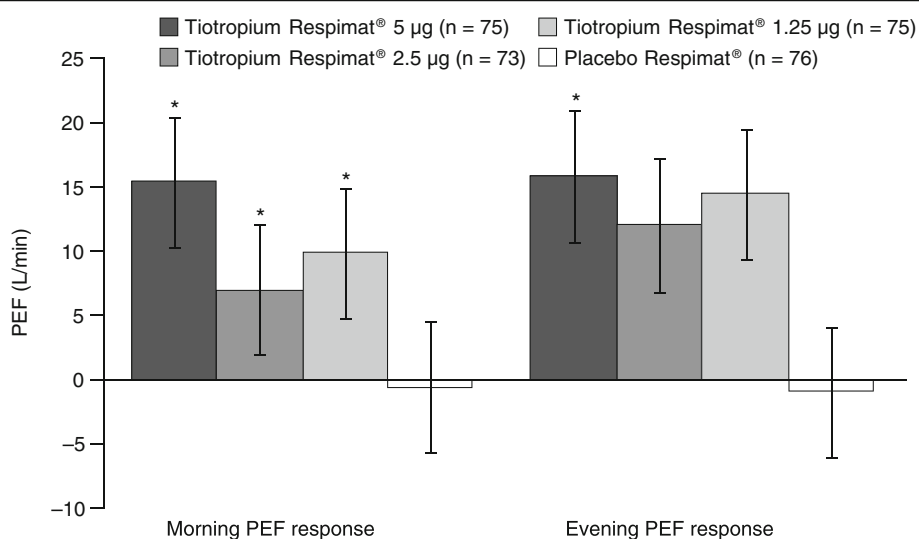 Tiotropium Respimat® 5 µg (n = 75) Tiotropium Respimat® 1.25 µg (n = 75)
Tiotropium Respimat® 2.5 µg (n = 73) Placebo Respimat® (n = 76)
25
20
15
10
5
0
–5
–10
PEF (L/min)
* * *
*
Morning PEF response Evening PEF response